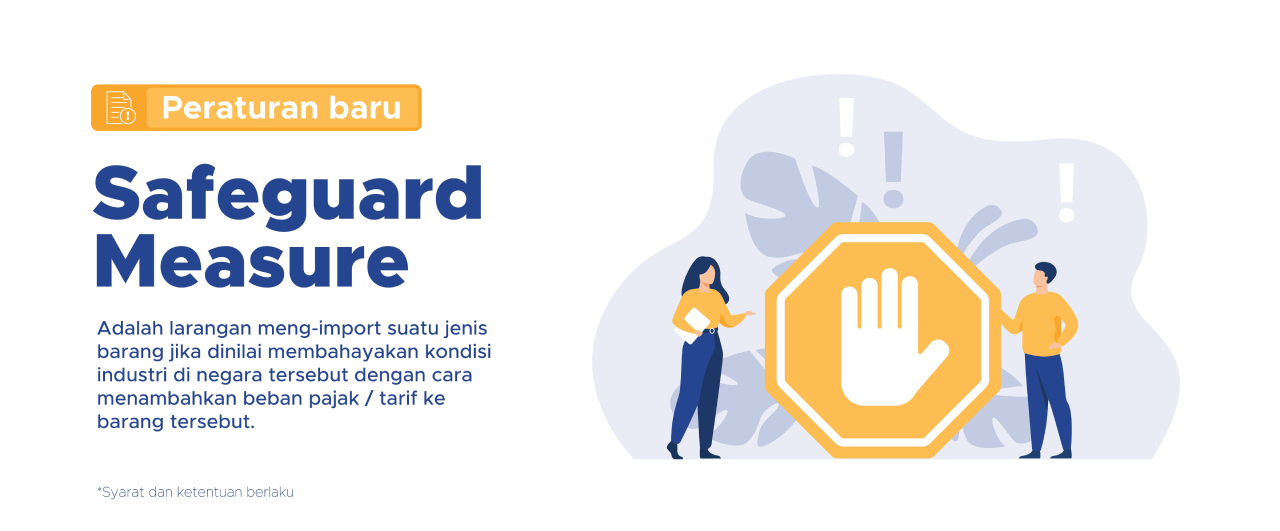 Peraturan baru
Safeguard
Measure
Adalah larangan meng-import suatu jenis
barang jika dinilai membahayakan kondisi
industri di negara tersebut dengan cara
menambahkan beban pajak / tarif ke
barang tersebut.
*Syarat dan ketentuan berlaku